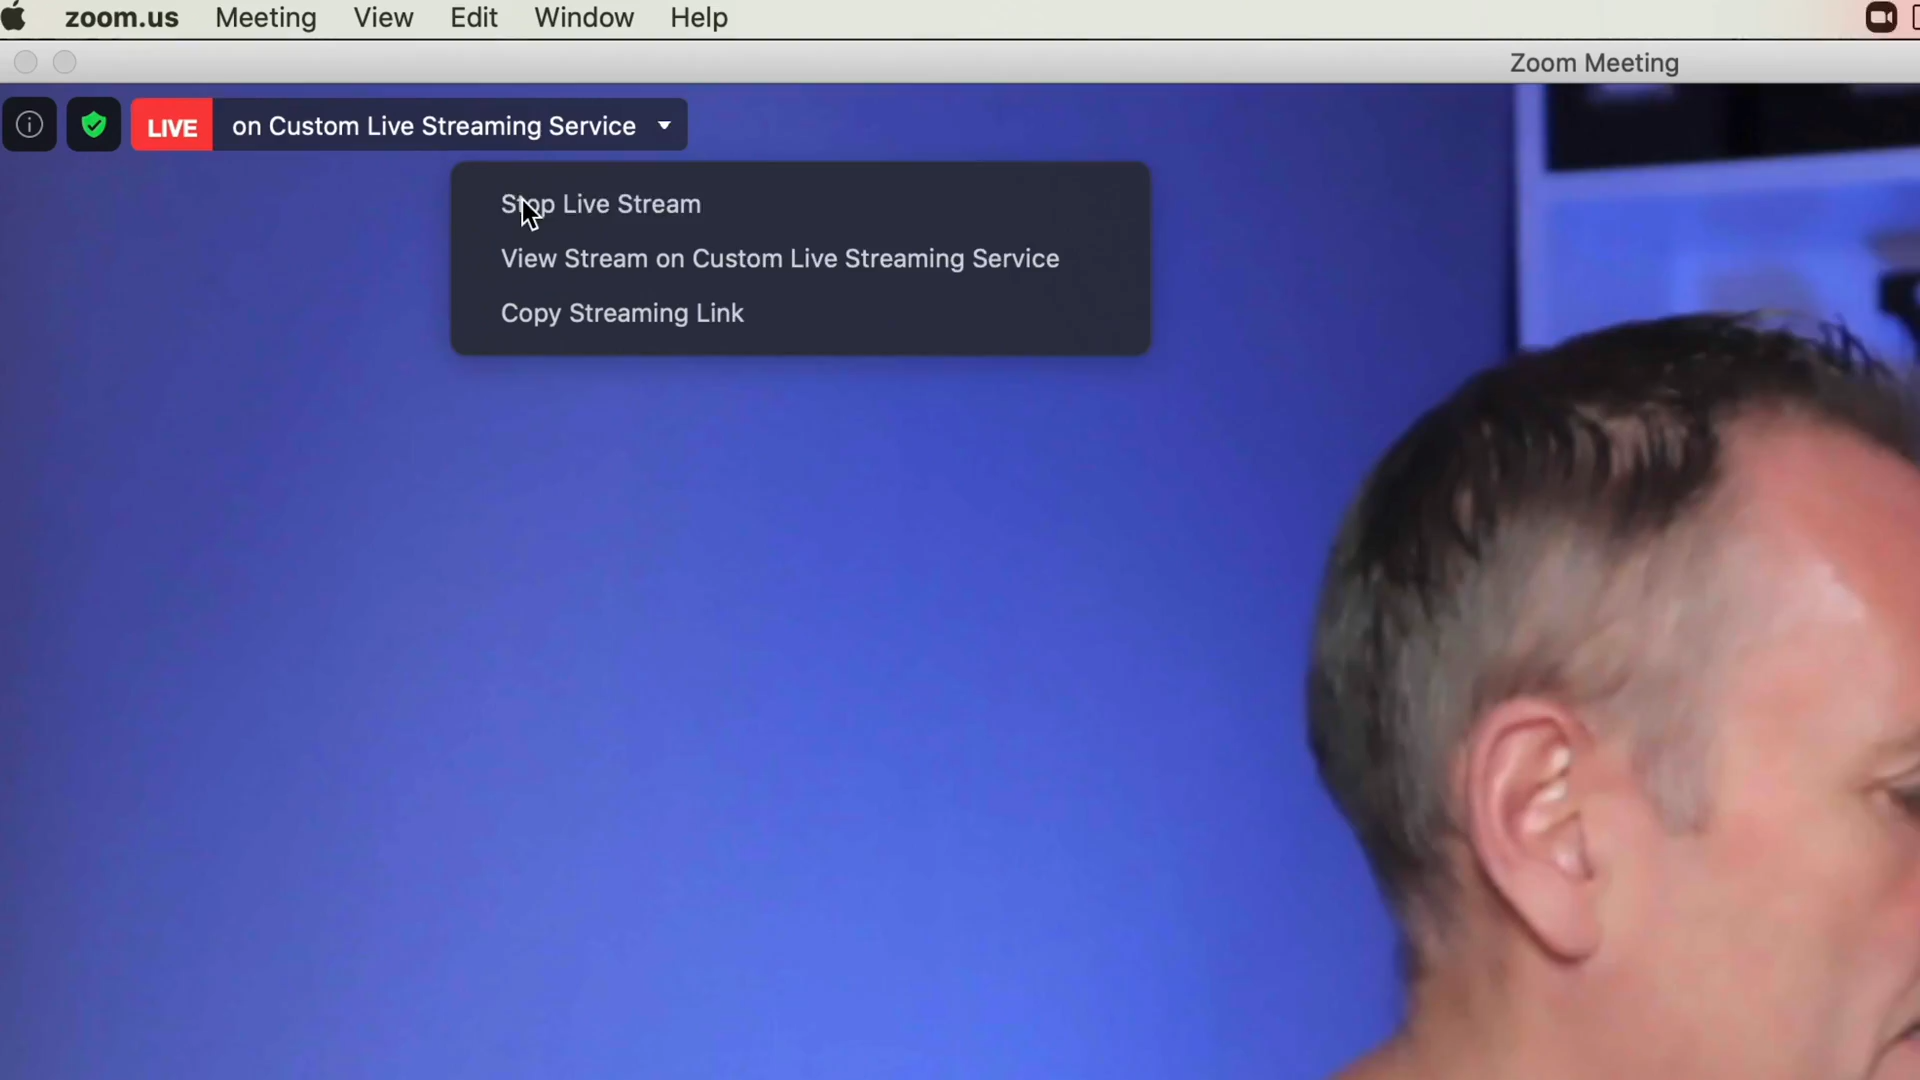 zoom.us Meeting View Edit Window Help
Zoom Meeting
LIVE on Custom Live Streaming Service
Stop Live Stream
View Stream on Custom Live Streaming Service
Copy Streaming Link